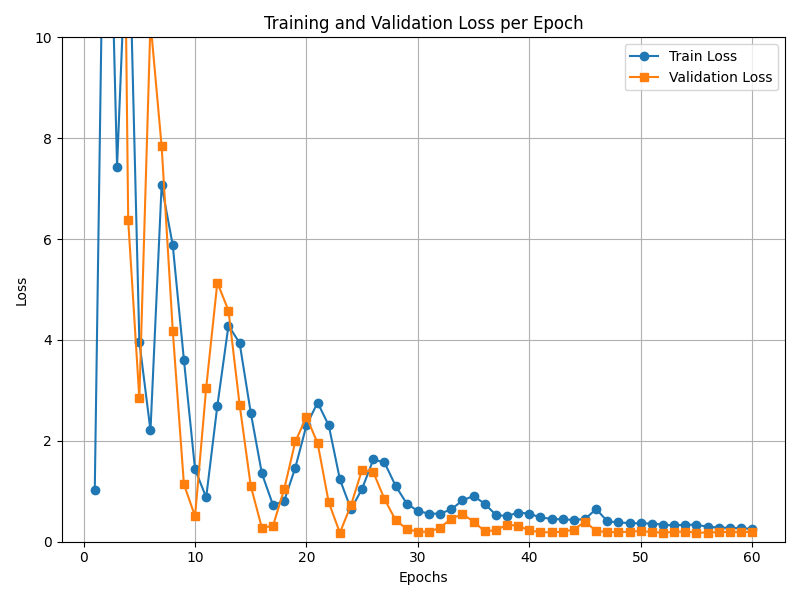 Training and Validation Loss per Epoch
Train Loss
Validation Loss
Loss
10
8
6
4
2
0
0 10 20 30 40 50 60
Epochs